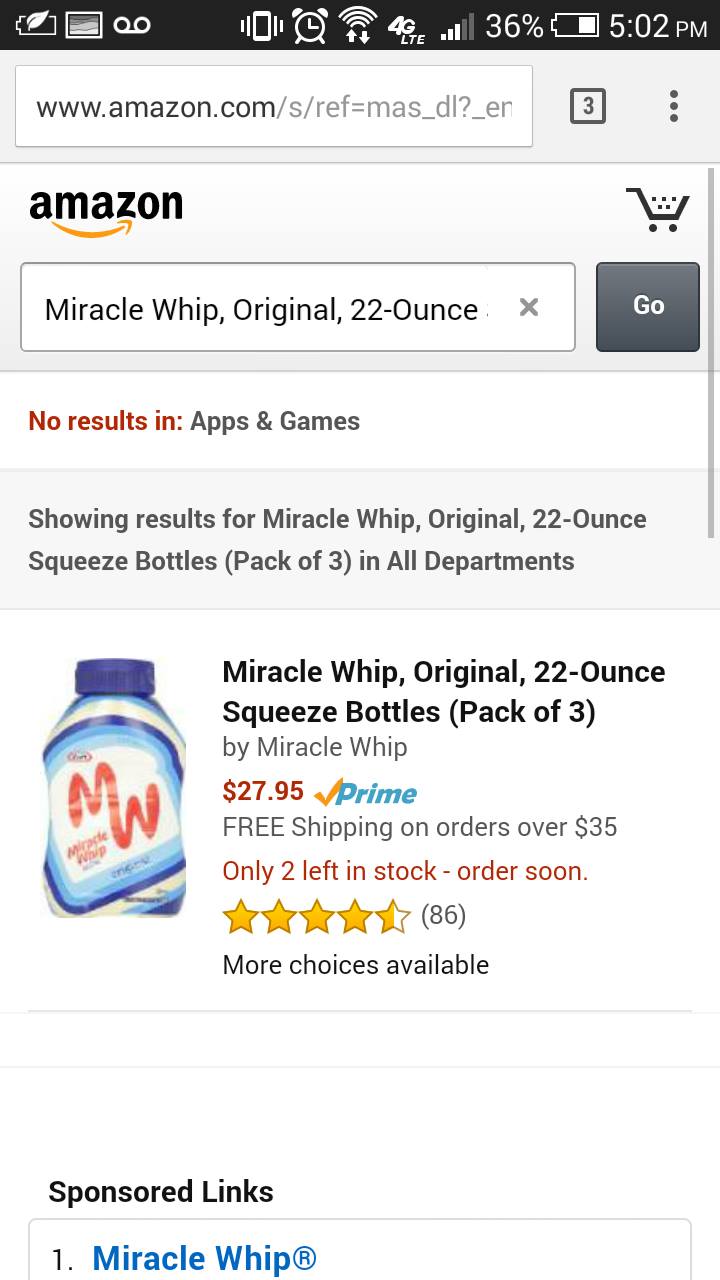 4G LTE 36% 5:02 PM
www.amazon.com/s/ref=mas_dl?_en
3
amazon
Miracle Whip, Original, 22-Ounce
Go
No results in: Apps & Games
Showing results for Miracle Whip, Original, 22-Ounce
Squeeze Bottles (Pack of 3) in All Departments
Miracle Whip, Original, 22-Ounce
Squeeze Bottles (Pack of 3)
by Miracle Whip
$27.95 Prime
FREE Shipping on orders over $35
Only 2 left in stock - order soon.
(86)
More choices available
MW
Miracle
Whip
original
Sponsored Links
1. Miracle Whip®